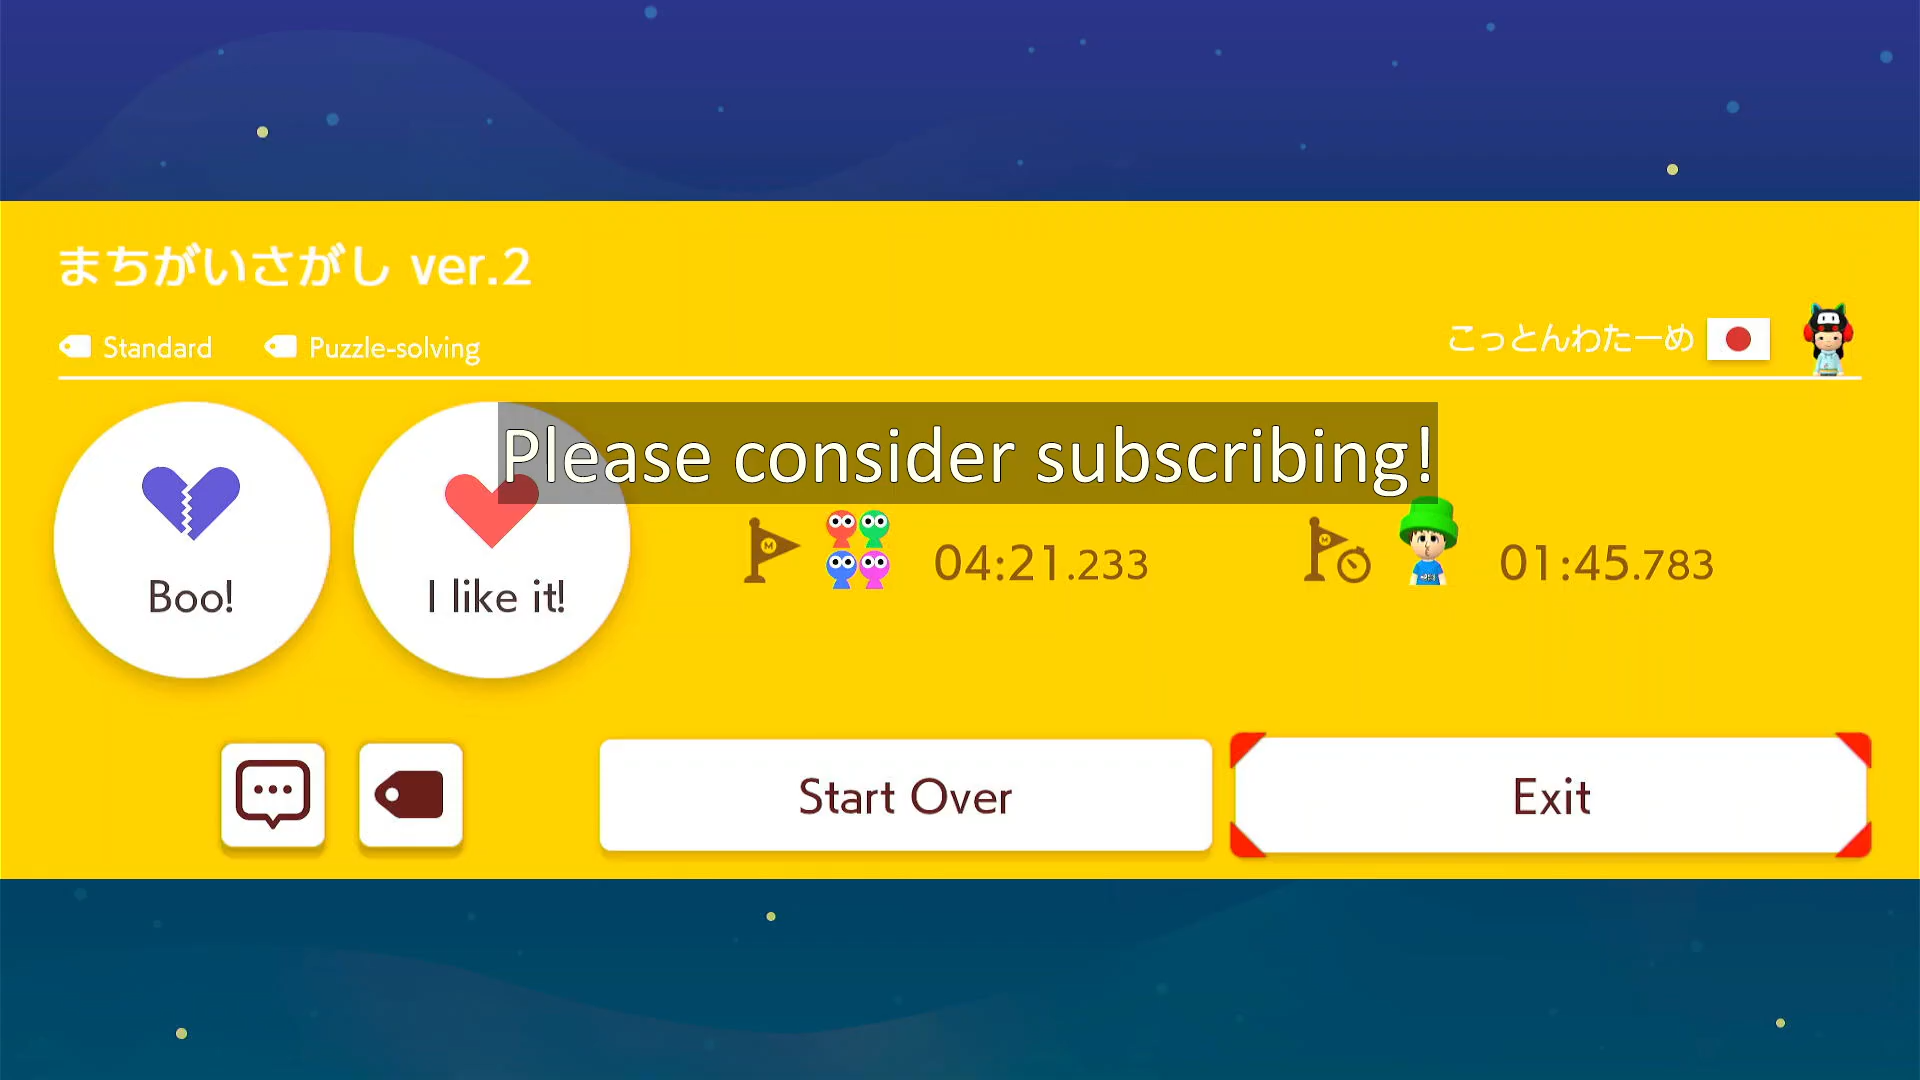 まちがいさがし ver.2
Standard
Puzzle-solving
こっとんわたーめ
Please consider subscribing!
Boo!
I like it!
M
04:21.233
M
01:45.783
Start Over
Exit